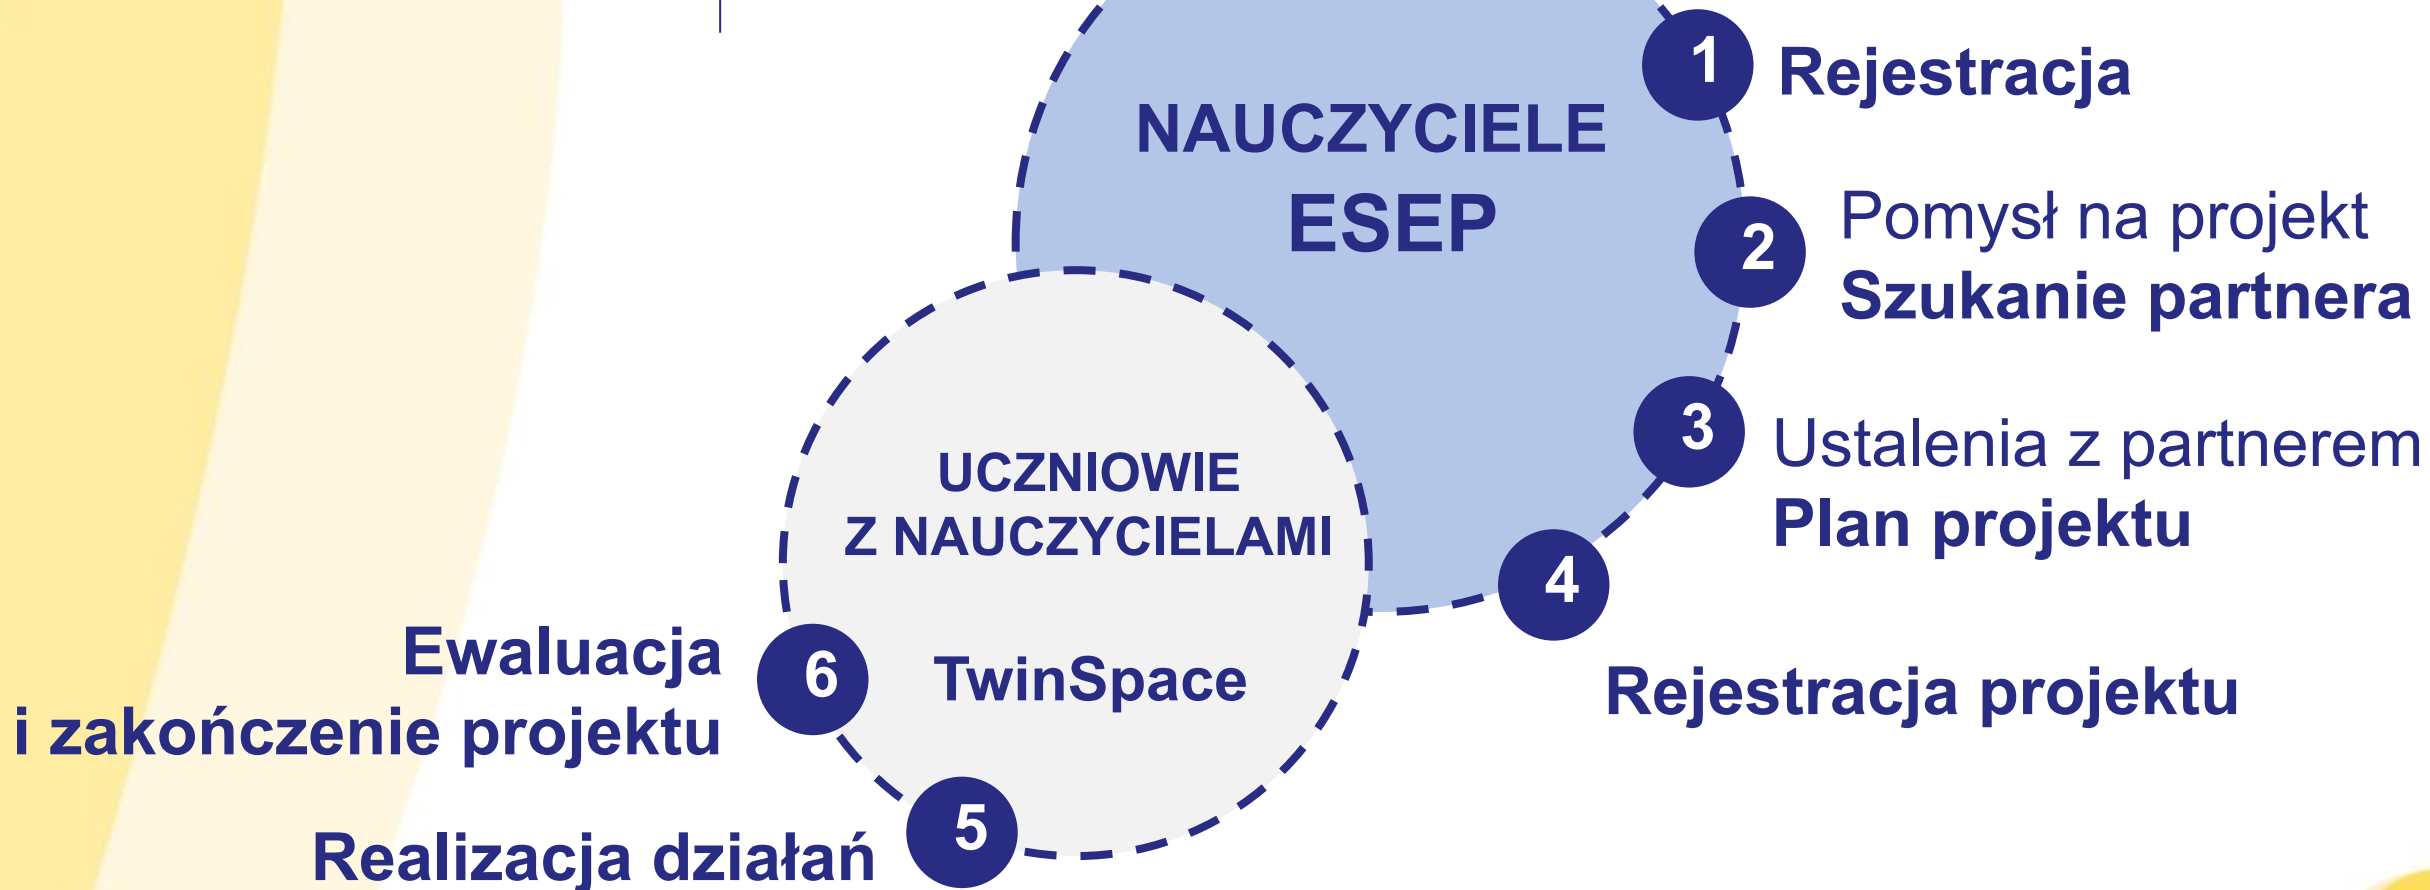 NAUCZYCIELE
ESEP
1
Rejestracja
2
Pomysł na projekt
Szukanie partnera
3
Ustalenia z partnerem
Plan projektu
4
Rejestracja projektu
UCZNIOWIE
Z NAUCZYCIELAMI
TwinSpace
5
Realizacja działań
6
Ewaluacja
i zakończenie projektu